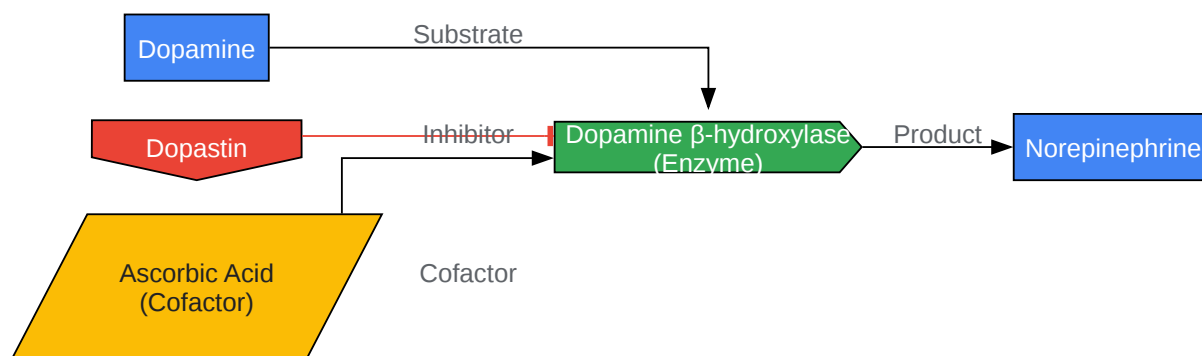 Substrate
Dopamine
Inhibitor
Dopastin
Dopamine β-hydroxylase
(Enzyme)
Product
Norepinephrine
Ascorbic Acid
(Cofactor)
Cofactor